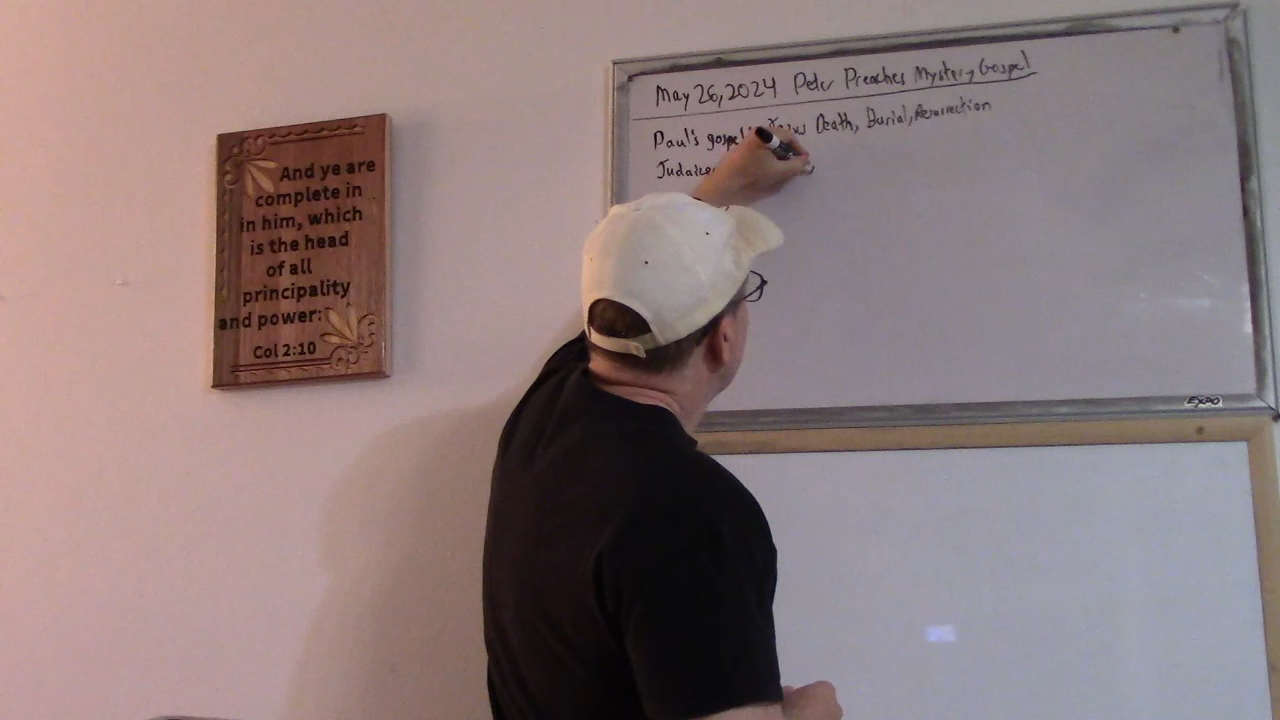 And ye are
complete in
in him, which
is the head
of all
principality
and power:
Col 2:10
May 26, 2024 Peter Preaches Mystery Gospel
Paul's gospel Death, Burial, Resurrection
EXPO